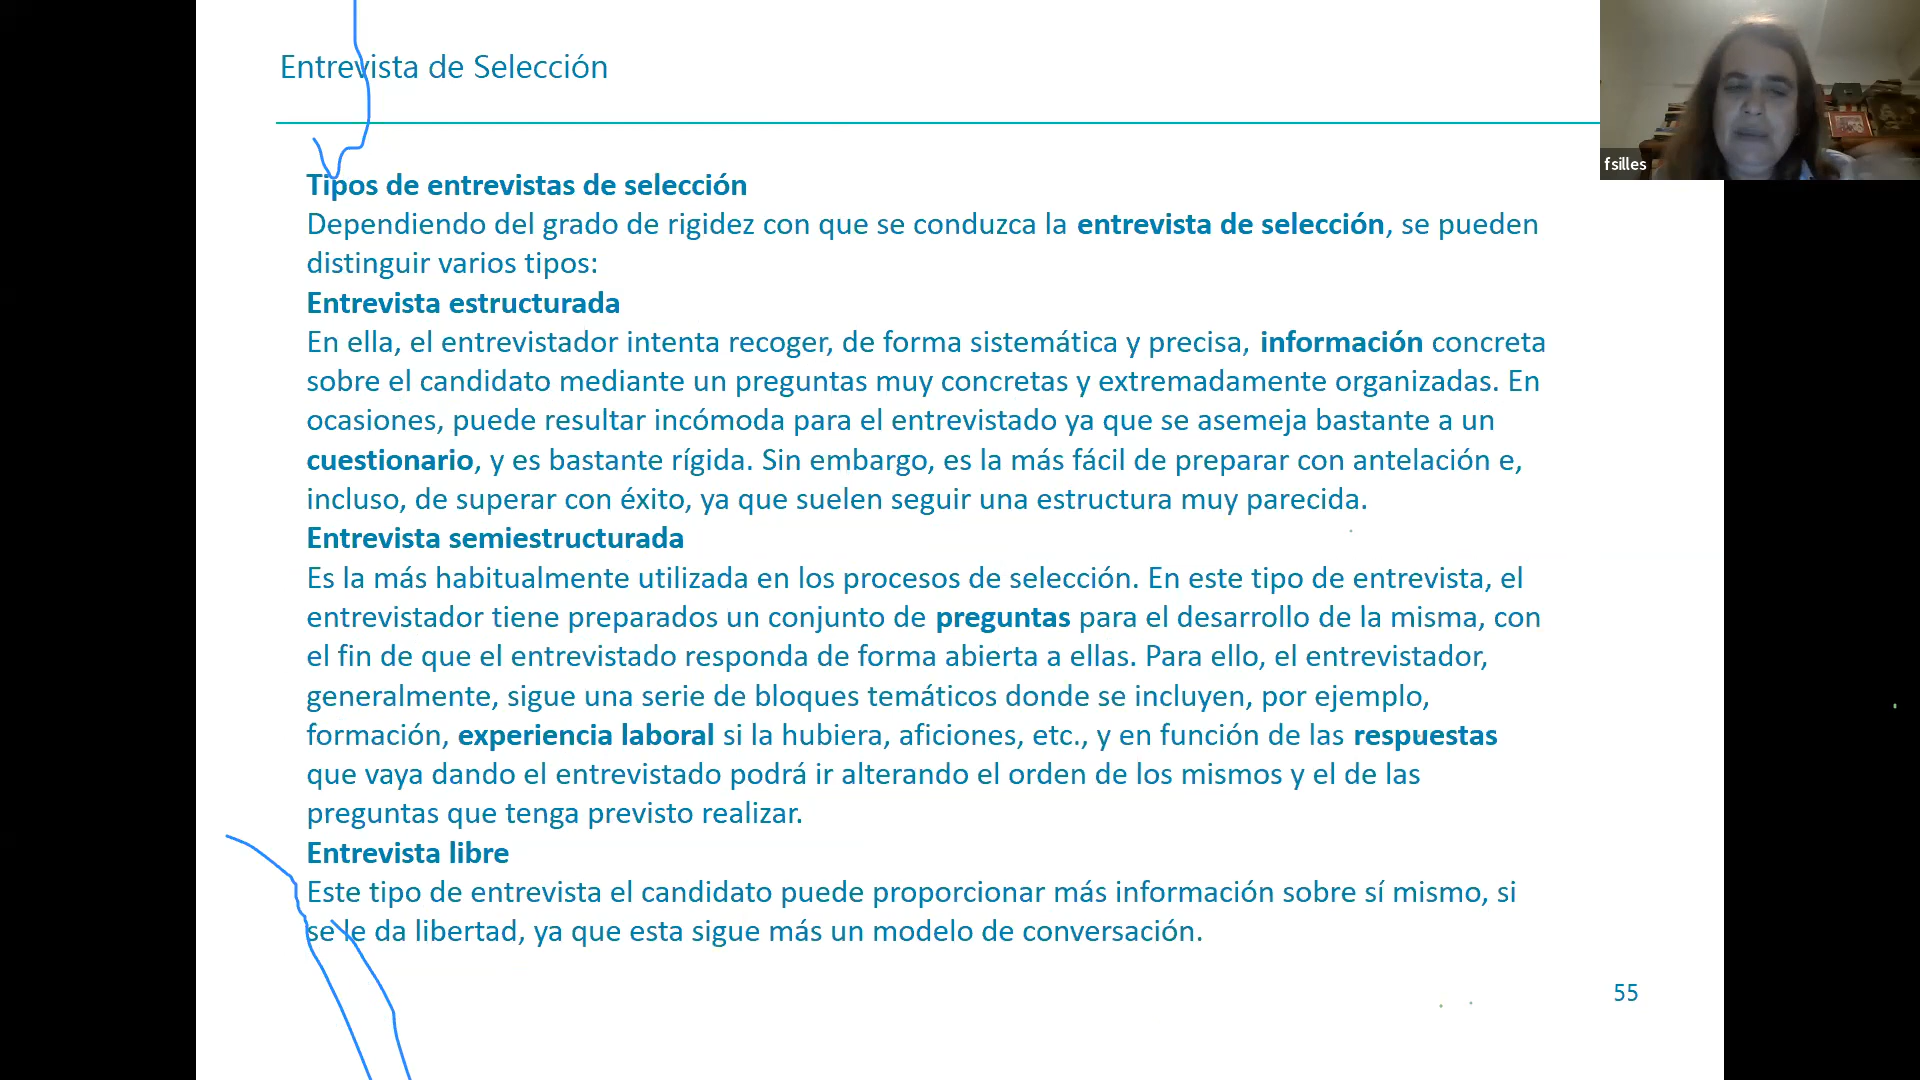 Entrevista de Selección
fsilles
Tipos de entrevistas de selección
Dependiendo del grado de rigidez con que se conduzca la entrevista de selección, se pueden
distinguir varios tipos:
Entrevista estructurada
En ella, el entrevistador intenta recoger, de forma sistemática y precisa, información concreta
sobre el candidato mediante un preguntas muy concretas y extremadamente organizadas. En
ocasiones, puede resultar incómoda para el entrevistado ya que se asemeja bastante a un
cuestionario, y es bastante rígida. Sin embargo, es la más fácil de preparar con antelación e,
incluso, de superar con éxito, ya que suelen seguir una estructura muy parecida.
Entrevista semiestructurada
Es la más habitualmente utilizada en los procesos de selección. En este tipo de entrevista, el
entrevistador tiene preparados un conjunto de preguntas para el desarrollo de la misma, con
el fin de que el entrevistado responda de forma abierta a ellas. Para ello, el entrevistador,
generalmente, sigue una serie de bloques temáticos donde se incluyen, por ejemplo,
formación, experiencia laboral si la hubiera, aficiones, etc., y en función de las respuestas
que vaya dando el entrevistado podrá ir alterando el orden de los mismos y el de las
preguntas que tenga previsto realizar.
Entrevista libre
Este tipo de entrevista el candidato puede proporcionar más información sobre sí mismo, si
se le da libertad, ya que esta sigue más un modelo de conversación.
55